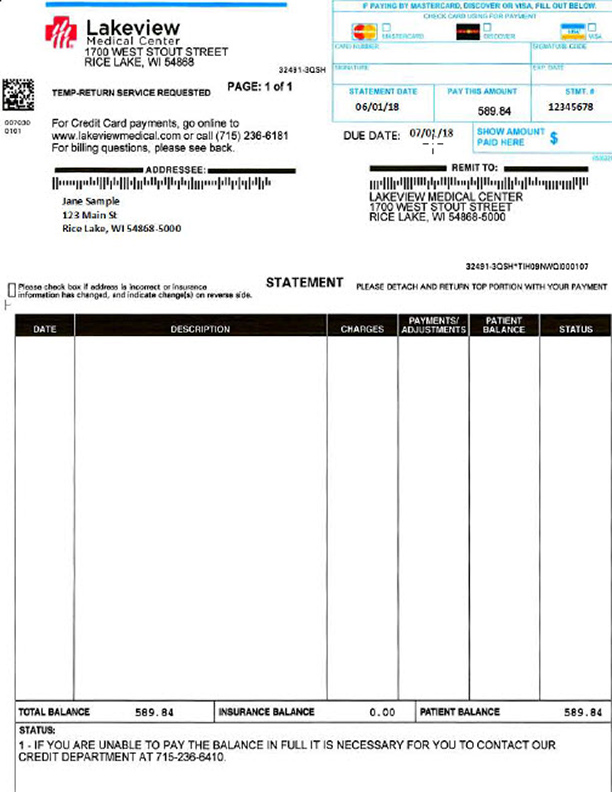 Lakeview
Medical Center
1700 WEST STOUT STREET
RICE LAKE, WI 54868
32491-3QSH
TEMP-RETURN SERVICE REQUESTED
PAGE: 1 of 1
007030
0101
For Credit Card payments, go online to
www.lakeviewmedical.com or call (715) 236-6181
For billing questions, please see back.
IF PAYING BY MASTERCARD, DISCOVER OR VISA, FILL OUT BELOW.
CHECK CARD USING FOR PAYMENT
MASTERCARD
DISCOVER
VISA
CARD NUMBER
SIGNATURE CODE
SIGNATURE
EXP. DATE
STATEMENT DATE
PAY THIS AMOUNT
STMT. #
06/01/18
589.84
12345678
DUE DATE: 07/01/18
SHOW AMOUNT
PAID HERE $
ADDRESSEE:
Jane Sample
123 Main St
Rice Lake, WI 54868-5000
REMIT TO:
LAKEVIEW MEDICAL CENTER
1700 WEST STOUT STREET
RICE LAKE, WI 54868-5000
32491-3QSH*TIH09NWQI000107
Please check box if address is incorrect or insurance
information has changed, and indicate change(s) on reverse side.
STATEMENT
PLEASE DETACH AND RETURN TOP PORTION WITH YOUR PAYMENT
DATE
DESCRIPTION
CHARGES
PAYMENTS/
ADJUSTMENTS
PATIENT
BALANCE
STATUS
TOTAL BALANCE 589.84
INSURANCE BALANCE 0.00
PATIENT BALANCE 589.84
STATUS:
1 - IF YOU ARE UNABLE TO PAY THE BALANCE IN FULL IT IS NECESSARY FOR YOU TO CONTACT OUR
CREDIT DEPARTMENT AT 715-236-6410.